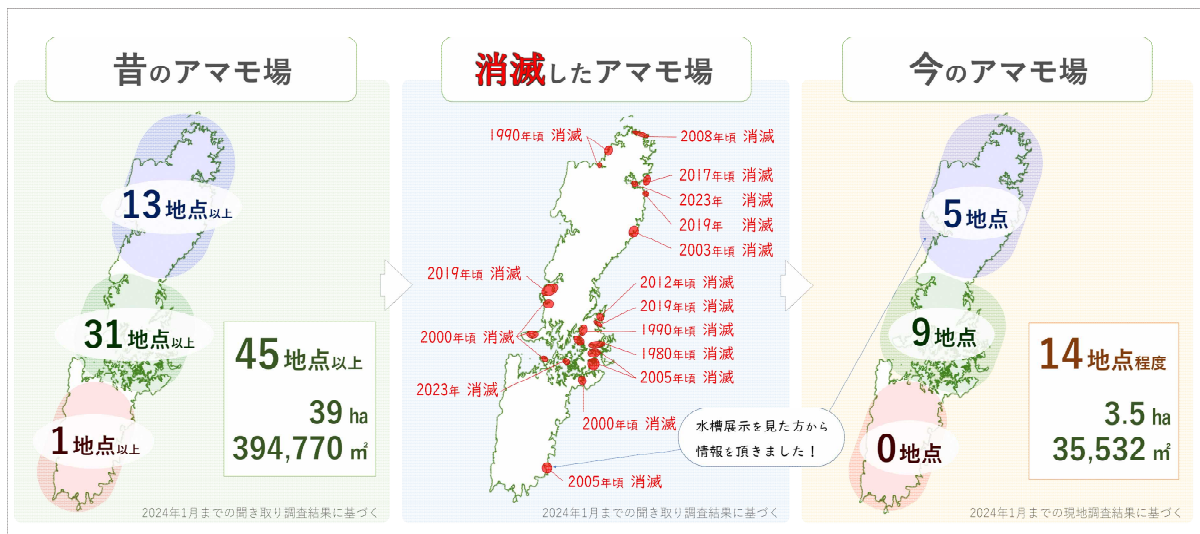 昔のアマモ場
13地点以上
31地点以上
1地点以上
45地点以上
39 ha
394,770 ㎡
2024年1月までの聞き取り調査結果に基づく
消滅したアマモ場
1990年頃 消滅
2008年頃 消滅
2017年頃 消滅
2023年 消滅
2019年 消滅
2003年頃 消滅
2019年頃 消滅
2012年頃 消滅
2019年頃 消滅
2000年頃 消滅
1990年頃 消滅
1980年頃 消滅
2005年頃 消滅
2023年 消滅
2000年頃 消滅
水槽展示を見た方から
情報を頂きました！
2005年頃 消滅
2024年1月までの聞き取り調査結果に基づく
今のアマモ場
5地点
9地点
0地点
14地点程度
3.5 ha
35,532 ㎡
2024年1月までの現地調査結果に基づく